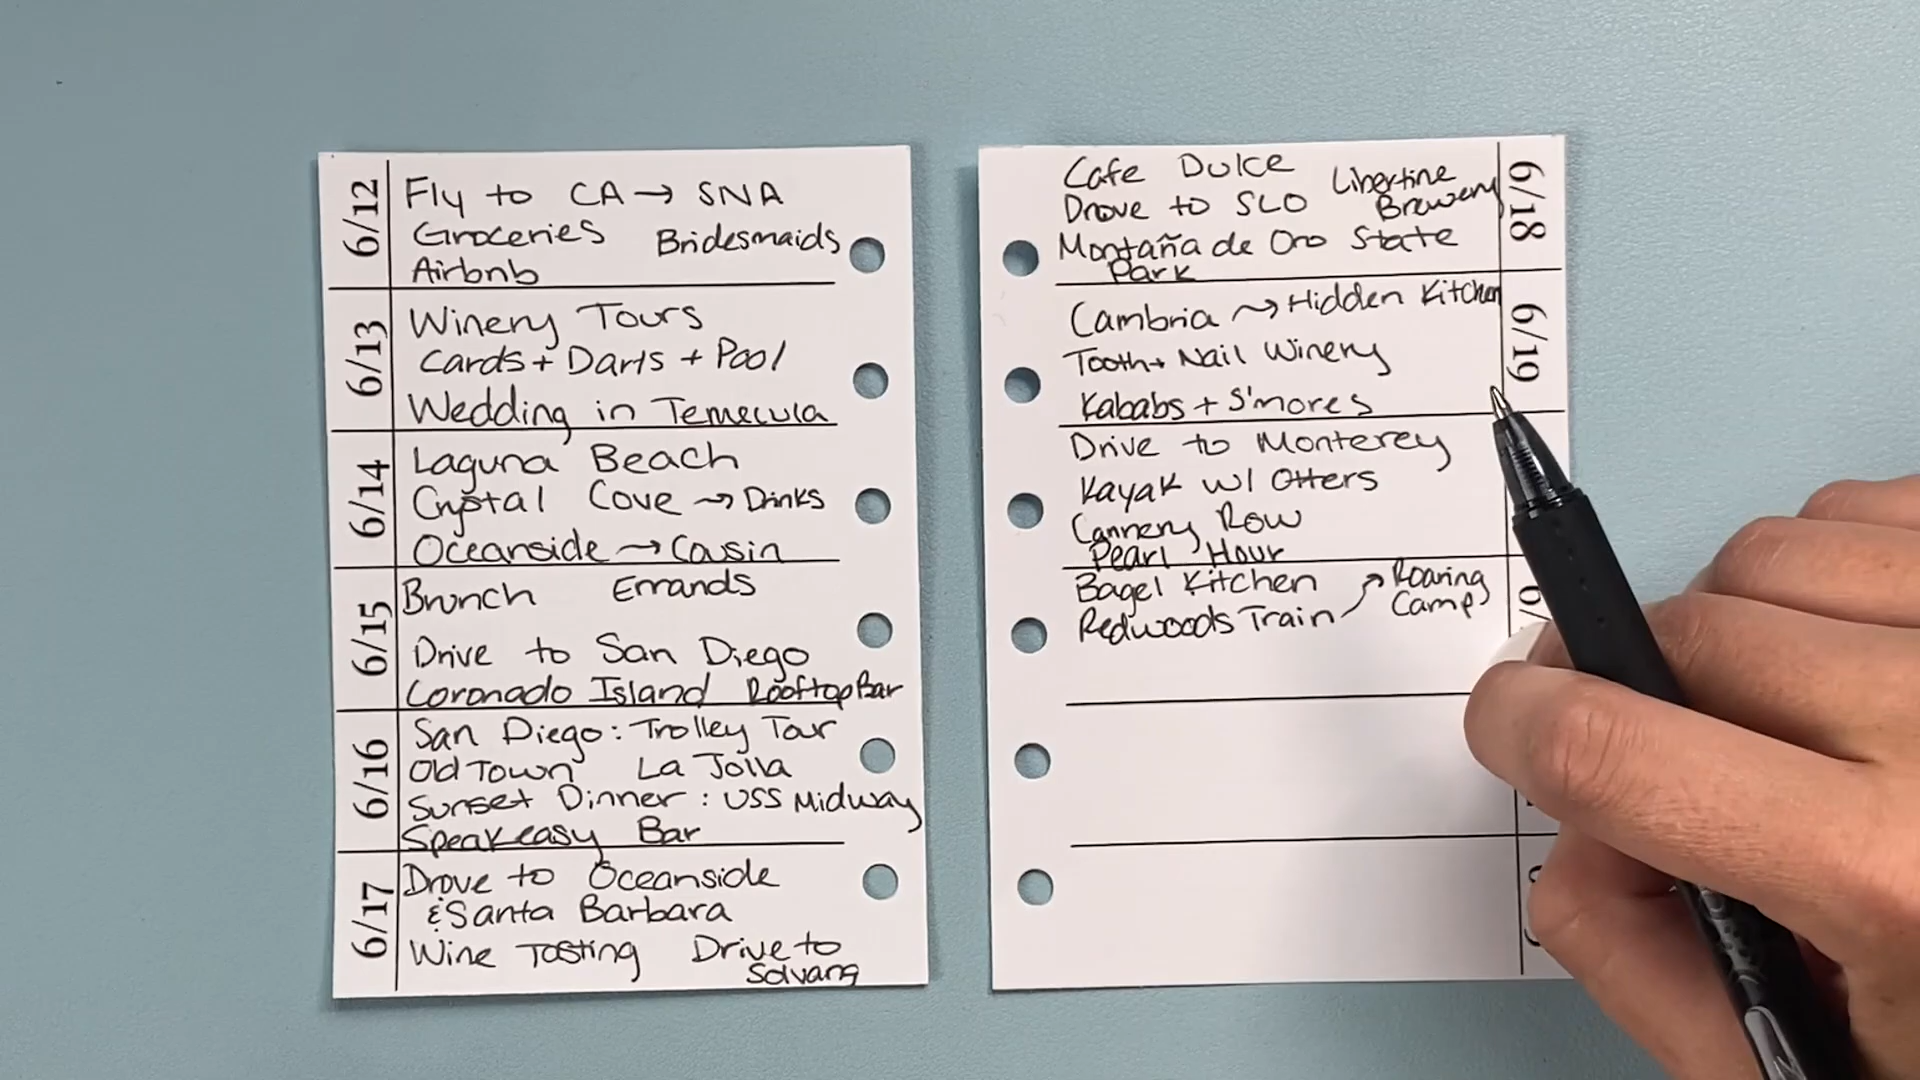 6/12
Fly to CA → SNA
Groceries Bridesmaids
Airbnb
6/13
Winery Tours
Cards + Darts + Pool
Wedding in Temecula
6/14
Laguna Beach
Crystal Cove → Drinks
Oceanside → Cousin
6/15
Brunch Errands
Drive to San Diego
Coronado Island Rooftop Bar
6/16
San Diego: Trolley Tour
Old Town La Jolla
Sunset Dinner: USS Midway
Speakeasy Bar
6/17
Drove to Oceanside
& Santa Barbara
Wine Tasting Drive to
Solvang
6/18
Cafe Dulce
Drove to SLO Libertine
Brewery
Montaña de Oro State
Park
6/19
Cambria → Hidden Kitchen
Tooth + Nail Winery
Kababs + S'mores
Drive to Monterey
Kayak w/ Otters
Cannery Row
Pearl Hour
6/
Bagel Kitchen
Redwoods Train → Roaring
Camp